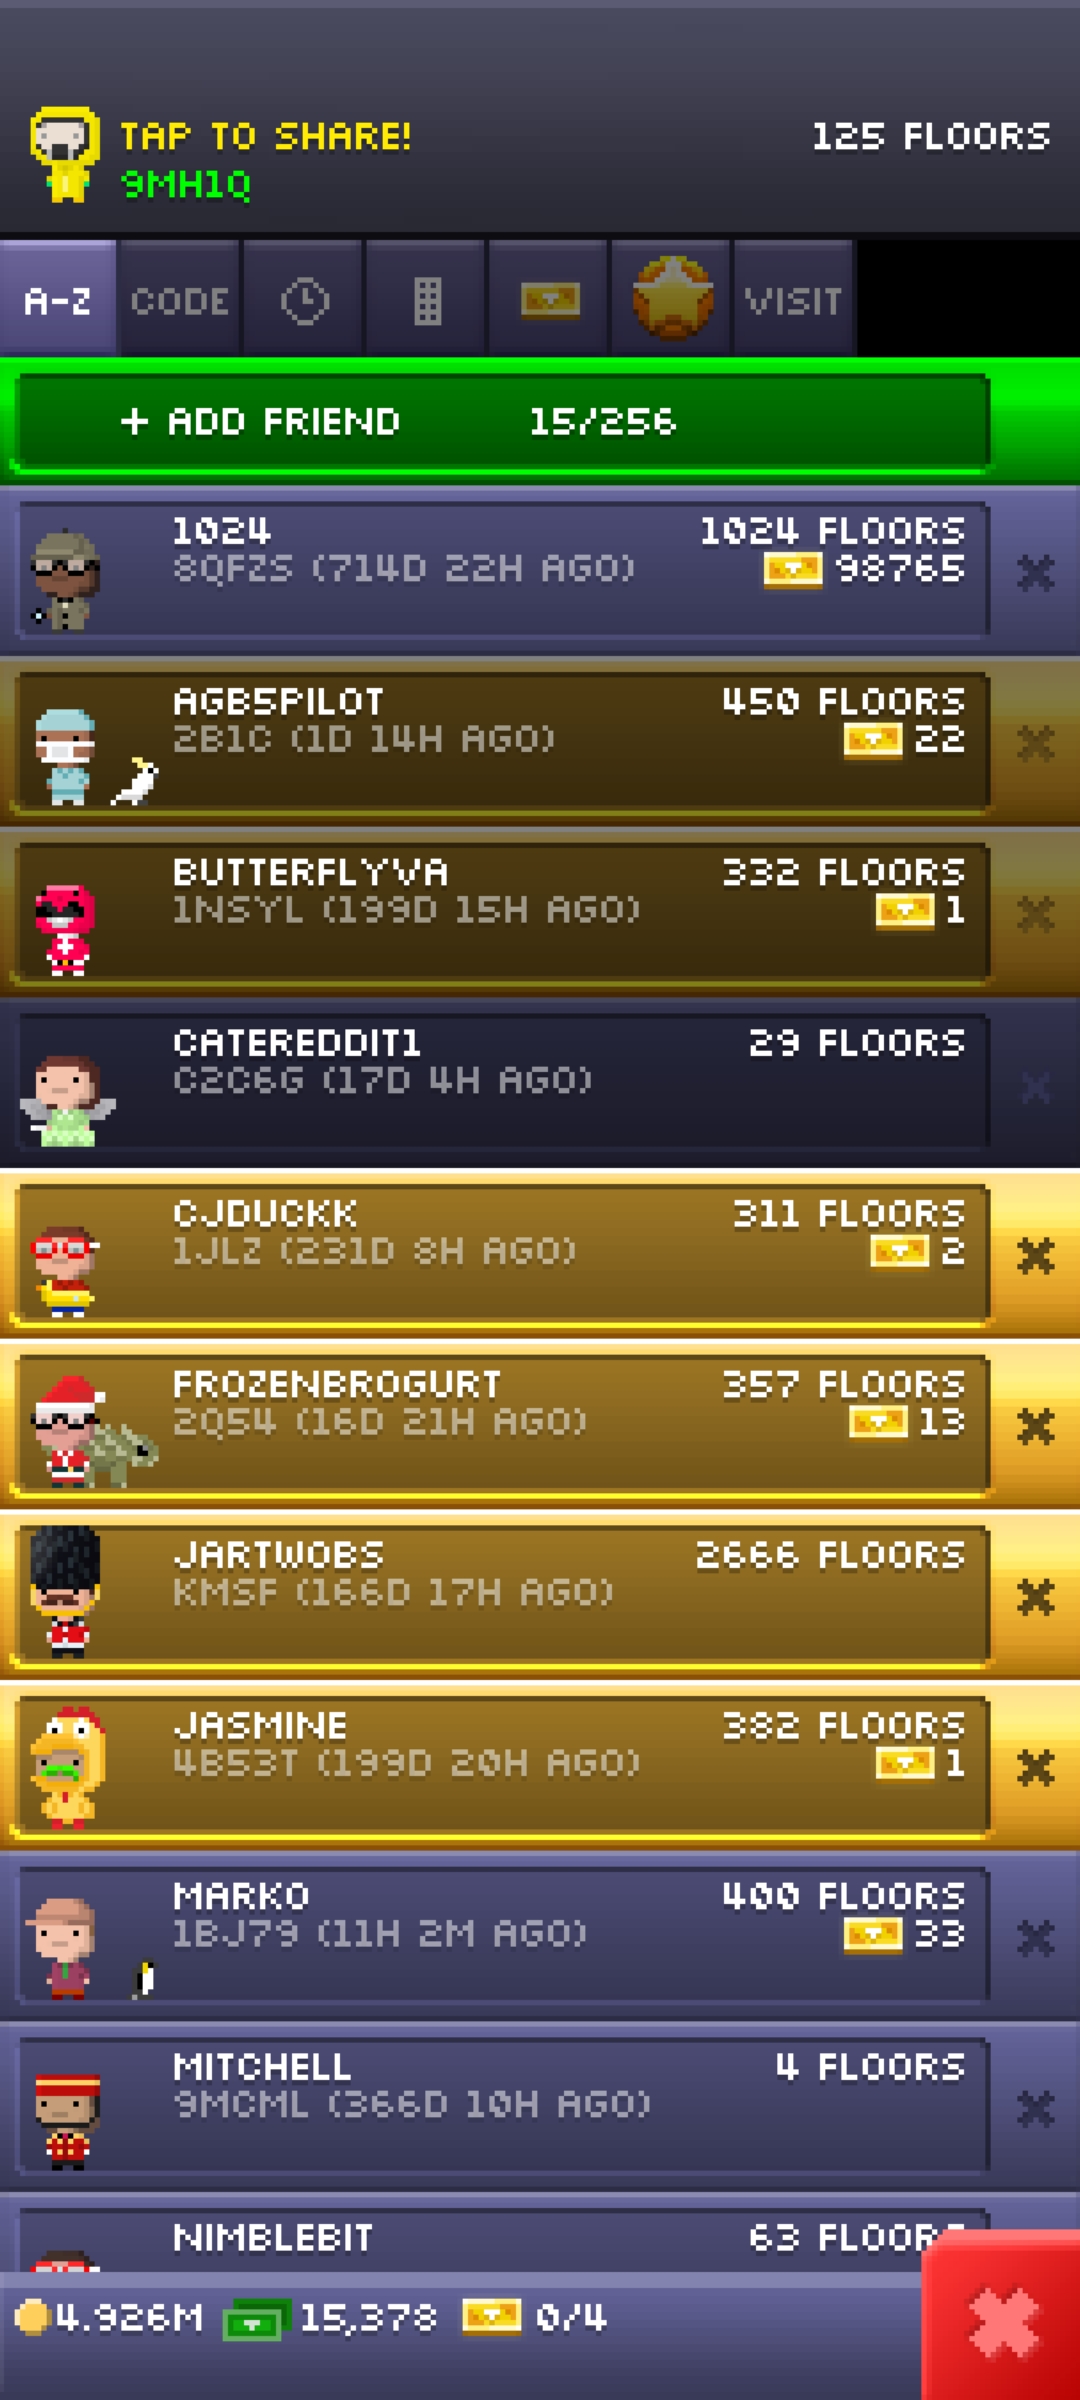 TAP TO SHARE!
125 FLOORS
9MH1Q
A-Z CODE VISIT
+ ADD FRIEND 15/256
1024 1024 FLOORS
8QFZS (714D 22H AGO) 98765
AGB5PILOT 450 FLOORS
2B1C (1D 14H AGO) 22
BUTTERFLYVA 332 FLOORS
1NSYL (199D 15H AGO) 1
CATEREDDIT1 29 FLOORS
C2C6G (17D 4H AGO)
CJDUCKK 311 FLOORS
1JLZ (231D 8H AGO) 2
FROZENBROGURT 357 FLOORS
2Q54 (16D 21H AGO) 13
JARTWOBS 2666 FLOORS
KMSF (166D 17H AGO)
JASMINE 382 FLOORS
4B53T (199D 20H AGO) 1
MARKO 400 FLOORS
1BJ79 (11H 2M AGO) 33
MITCHELL 4 FLOORS
9MCML (366D 10H AGO)
NIMBLEBIT 63 FLOORS
4.926M 15,378 0/4